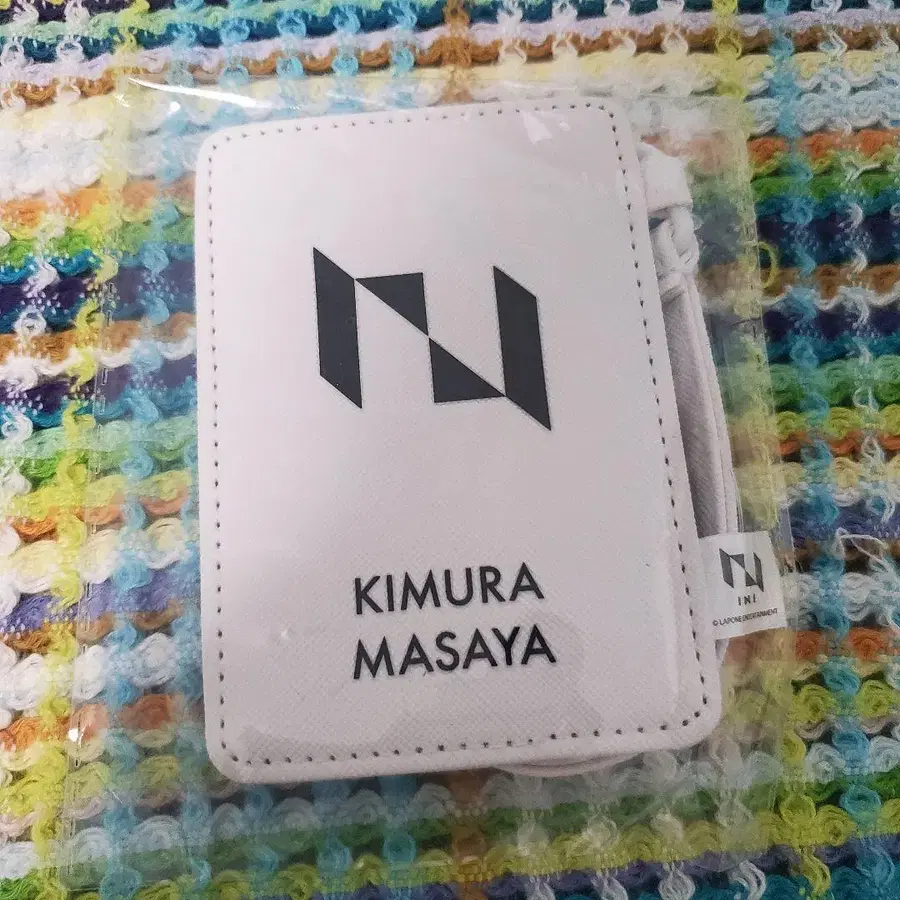 KIMURA
MASAYA
INI
© LAPONE ENTERTAINMENT